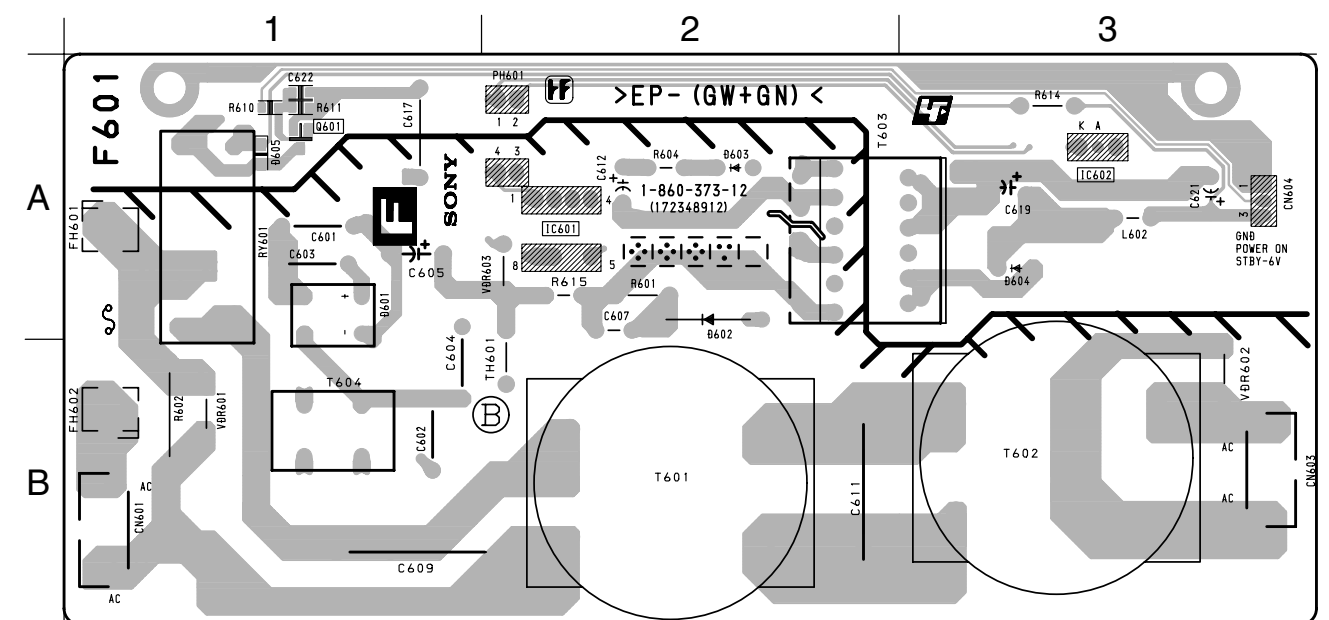 1
2
3
A
B
F601
C622
R610
R611
Q601
D605
C617
PH601
1 2
4 3
>EP-(GW+GN)<
R614
K A
IC602
T603
C612
R604
D603
1-860-373-12
(172348912)
1
4
IC601
8
5
SONY
FH601
RY601
C601
C603
C605
D601
+
-
VDR603
R615
R601
C607
D602
C619
C621
L602
D604
1
3
CN604
GND
POWER ON
STBY-6V
C604
TH601
T604
FH602
R602
VDR601
C602
B
T601
T602
VDR602
C611
AC
CN601
AC
AC
AC
CN603
C609